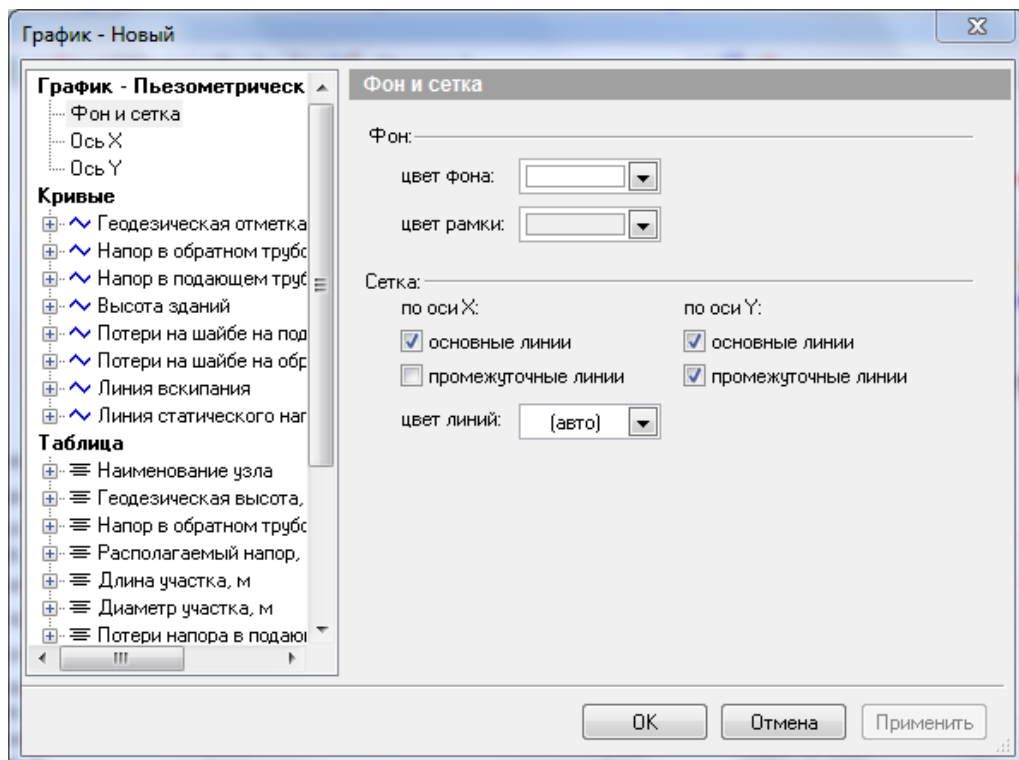 График - Новый
График - Пьезометрическ
Фон и сетка
Ось X
Ось Y
Кривые
Геодезическая отметка
Напор в обратном трубо
Напор в подающем труб
Высота зданий
Потери на шайбе на под
Потери на шайбе на обр
Линия вскипания
Линия статического нап
Таблица
Наименование узла
Геодезическая высота,
Напор в обратном трубо
Располагаемый напор,
Длина участка, м
Диаметр участка, м
Потери напора в подаю
Фон и сетка
Фон:
цвет фона:
цвет рамки:
Сетка:
по оси X: по оси Y:
основные линии основные линии
промежуточные линии промежуточные линии
цвет линий: (авто)
OK Отмена Применить